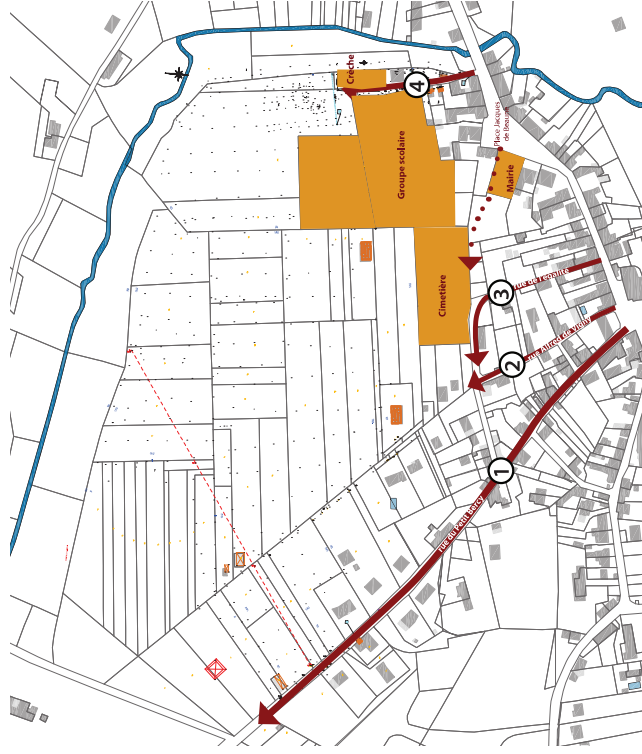 Crèche
4
Place Jacques
de Beaune
Groupe scolaire
Mairie
Cimetière
3
rue de l'égalité
2
rue Alfred de Vigny
1
rue du Petit Bercy